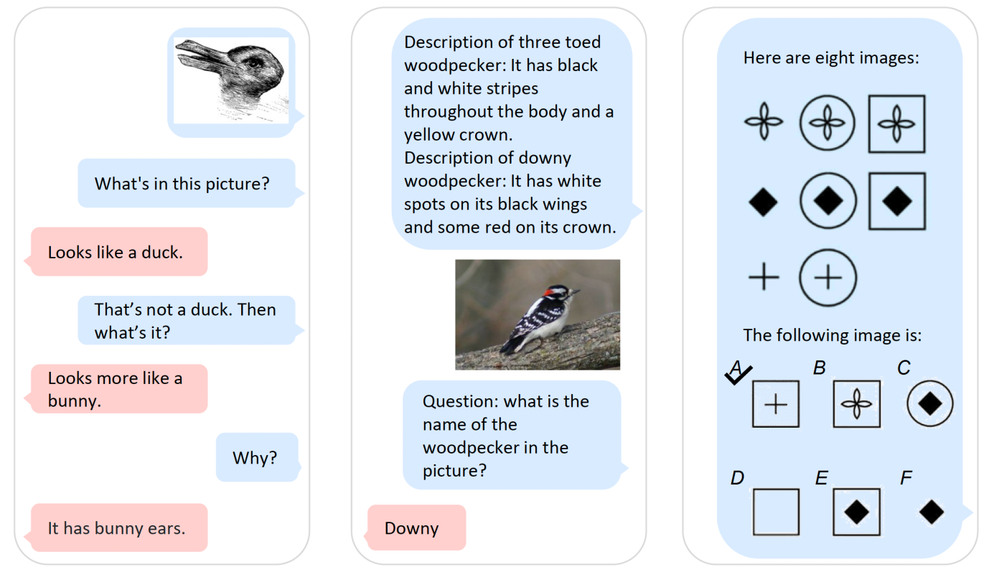 What's in this picture?
Looks like a duck.
That’s not a duck. Then
what’s it?
Looks more like a
bunny.
Why?
It has bunny ears.
Description of three toed
woodpecker: It has black
and white stripes
throughout the body and a
yellow crown.
Description of downy
woodpecker: It has white
spots on its black wings
and some red on its crown.
Question: what is the
name of the
woodpecker in the
picture?
Downy
Here are eight images:
The following image is:
A B C
D E F